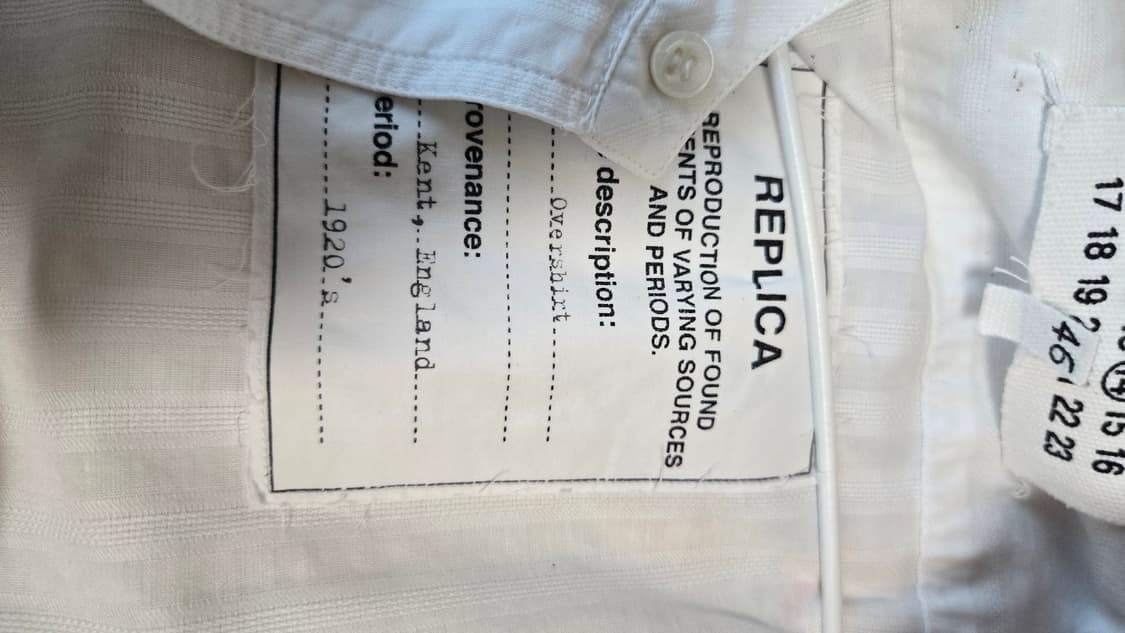 REPLICA
REPRODUCTION OF FOUND
ENTS OF VARYING SOURCES
AND PERIODS.
description:
Overshirt
rovenance:
Kent, England
eriod:
1920's
15 16
17 18 19 22 23
46